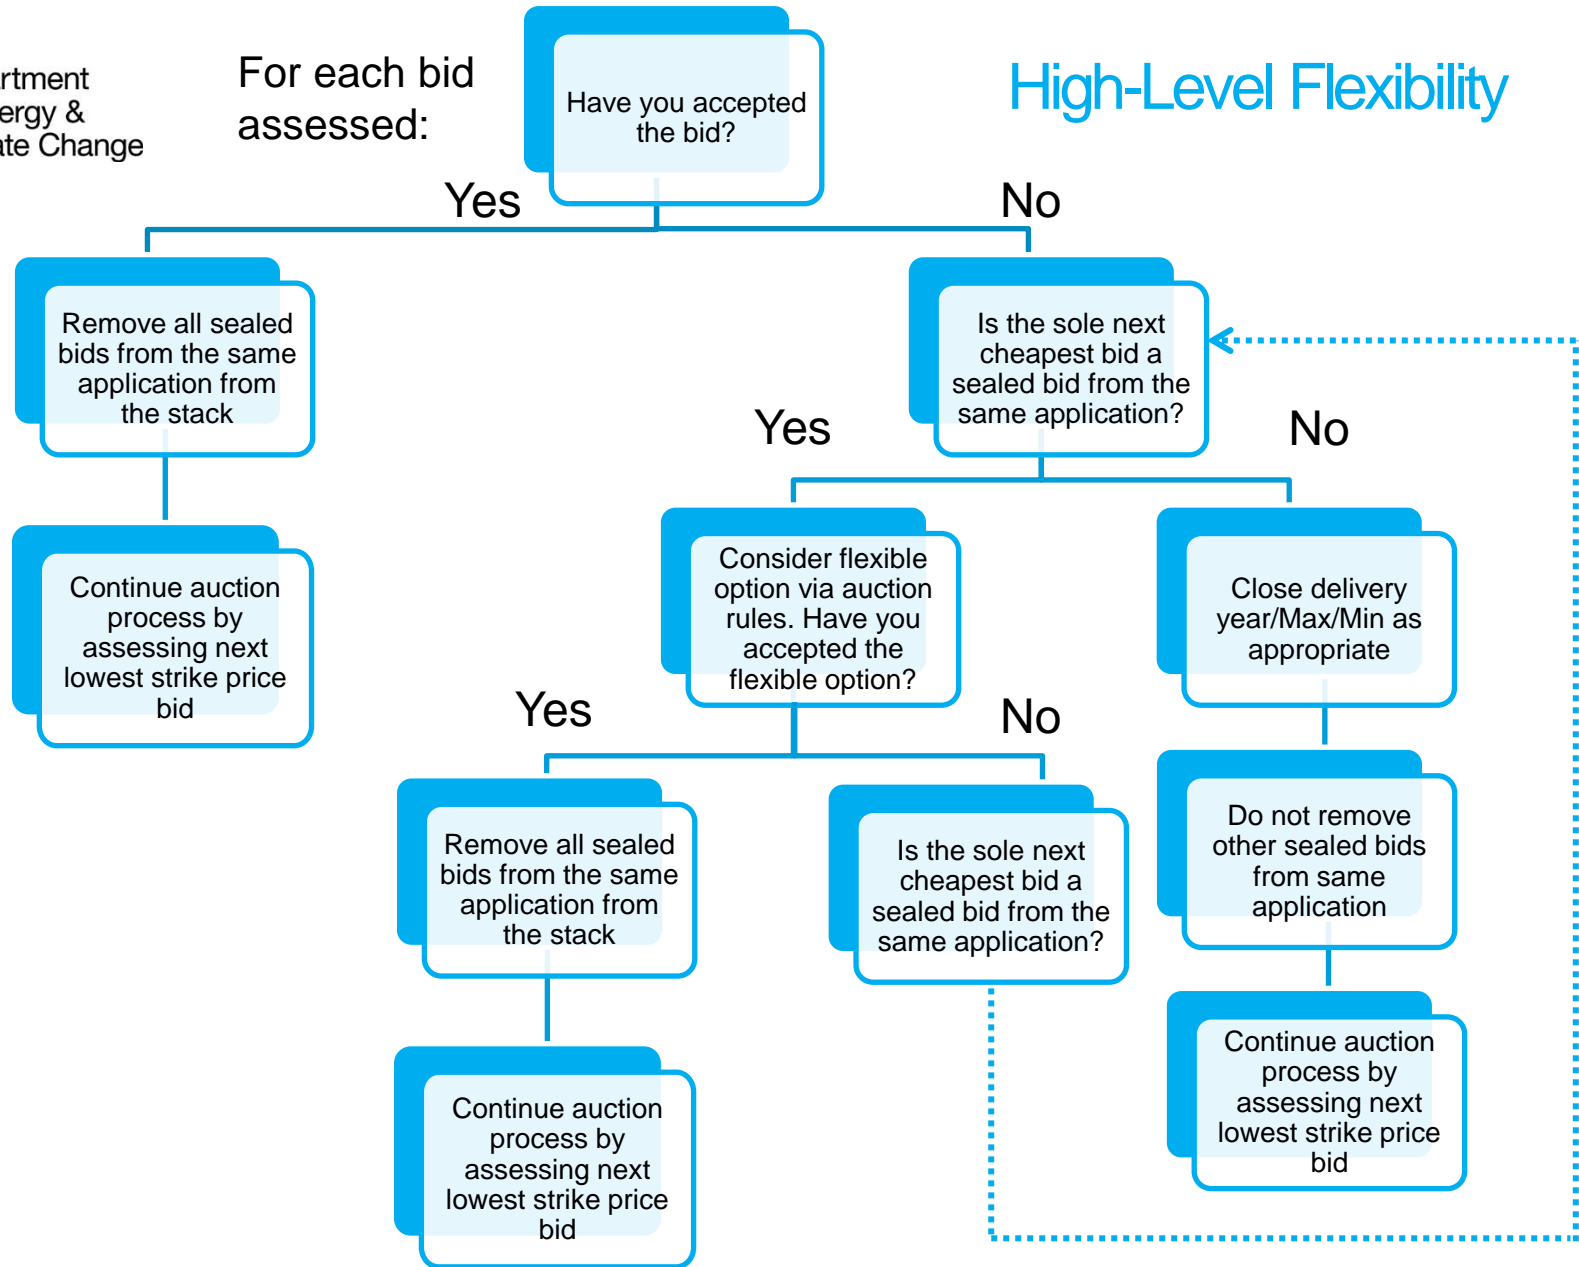 artment
ergy &
ate Change
For each bid
assessed:
High-Level Flexibility
Have you accepted
the bid?
Yes
No
Remove all sealed
bids from the same
application from
the stack
Is the sole next
cheapest bid a
sealed bid from the
same application?
Yes
No
Continue auction
process by
assessing next
lowest strike price
bid
Consider flexible
option via auction
rules. Have you
accepted the
flexible option?
Close delivery
year/Max/Min as
appropriate
Yes
No
Remove all sealed
bids from the same
application from
the stack
Is the sole next
cheapest bid a
sealed bid from the
same application?
Do not remove
other sealed bids
from same
application
Continue auction
process by
assessing next
lowest strike price
bid
Continue auction
process by
assessing next
lowest strike price
bid